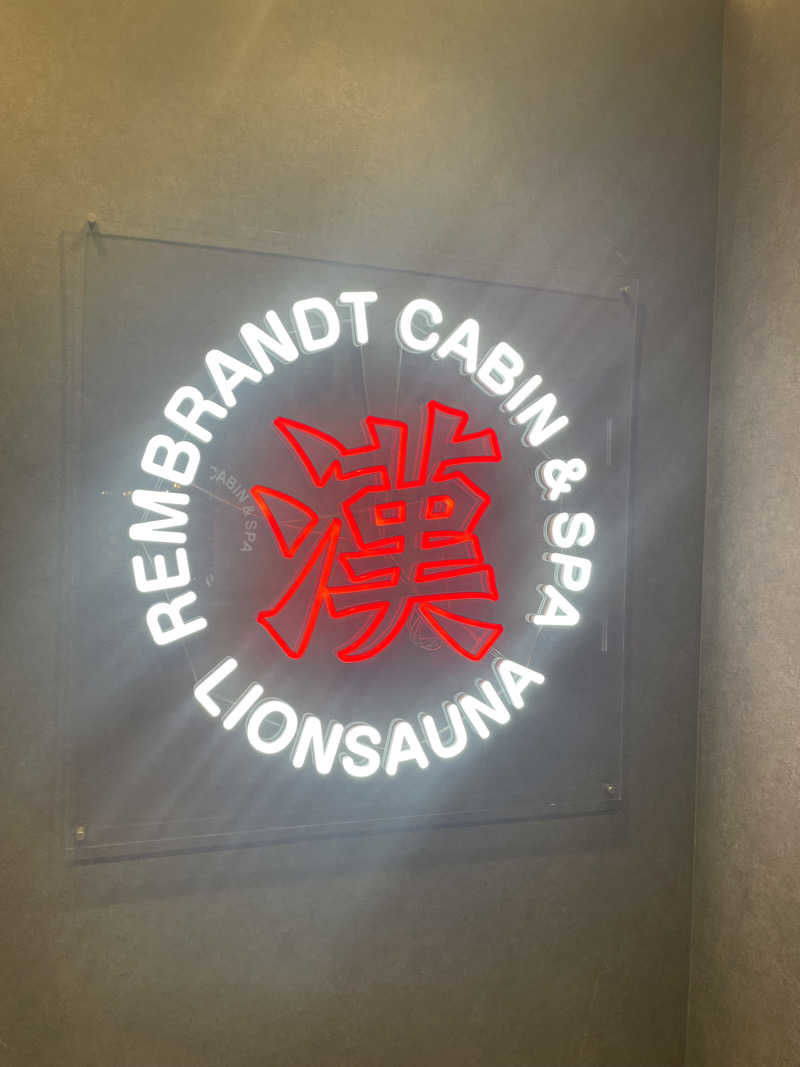 REMBRANDT CABIN & SPA
漢
LIONSAUNA